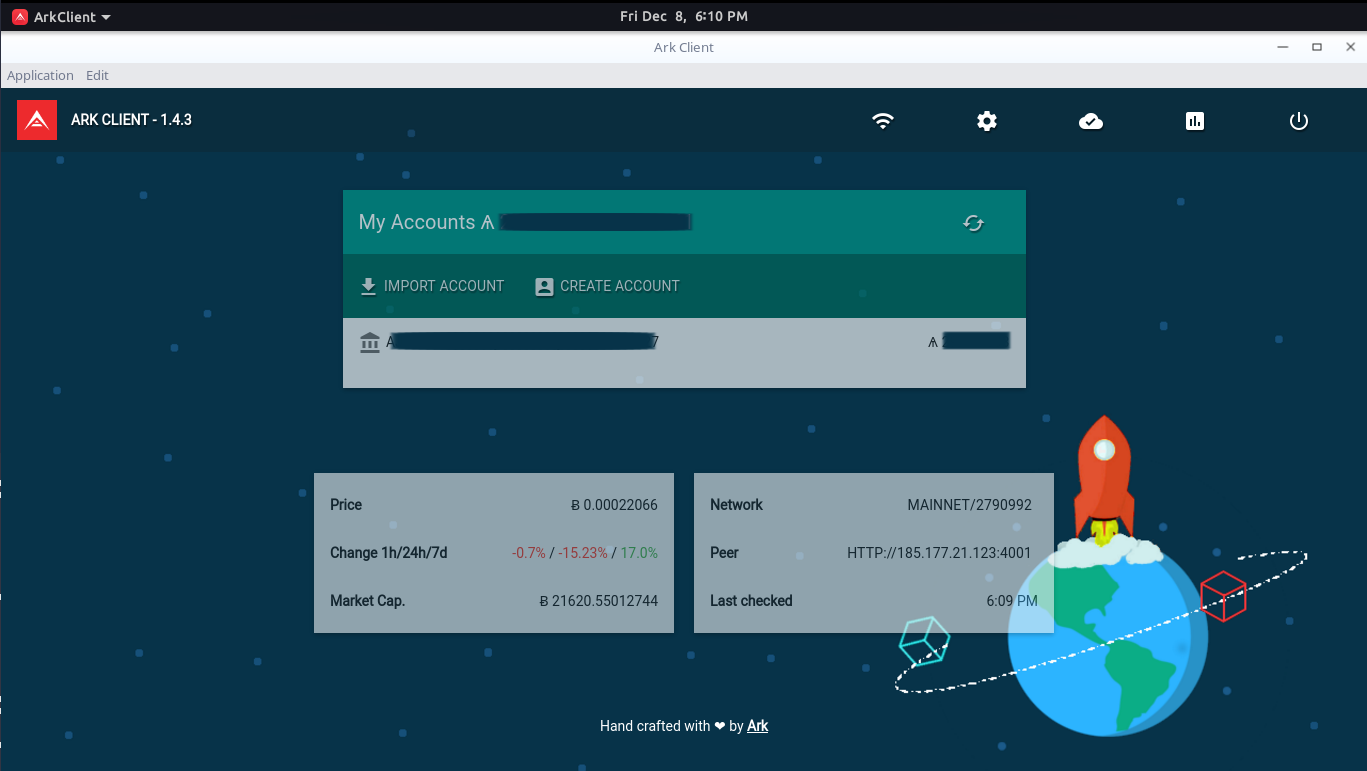 ArkClient
Fri Dec 8, 6:10 PM
Ark Client
Application Edit
ARK CLIENT - 1.4.3
My Accounts Ѧ
IMPORT ACCOUNT CREATE ACCOUNT
A 7 Ѧ
Price Ƀ 0.00022066
Change 1h/24h/7d -0.7% / -15.23% / 17.0%
Market Cap. Ƀ 21620.55012744
Network MAINNET/2790992
Peer HTTP://185.177.21.123:4001
Last checked 6:09 PM
Hand crafted with ❤ by Ark